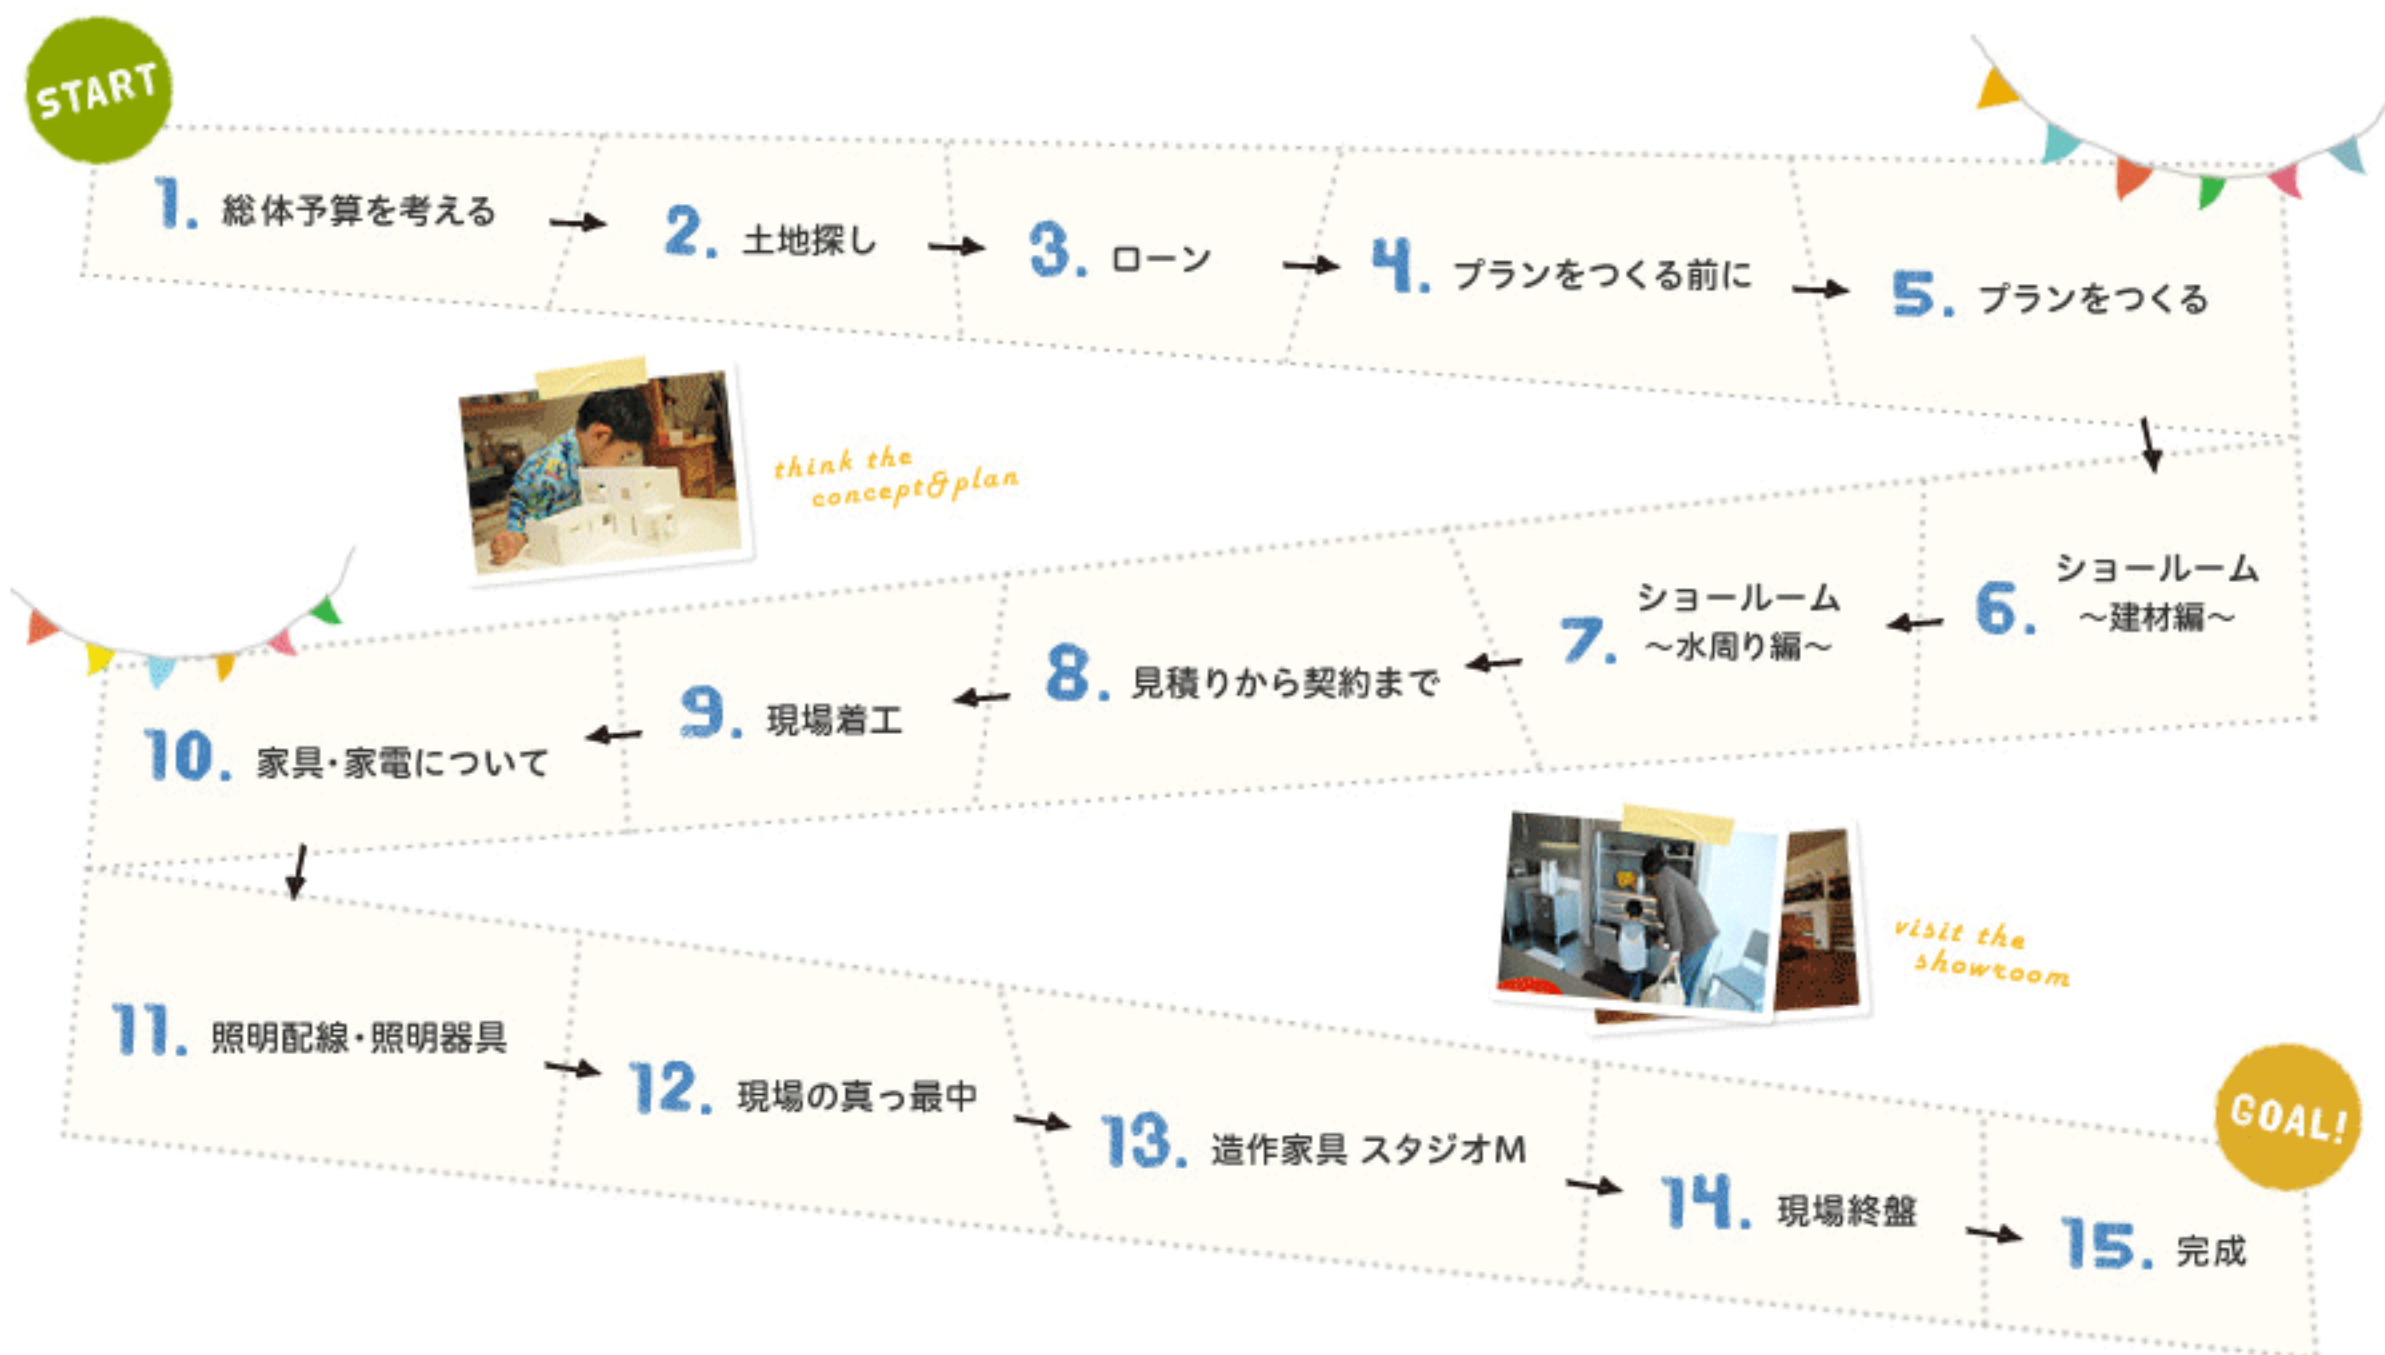 START
1. 総体予算を考える
2. 土地探し
3. ローン
4. プランをつくる前に
5. プランをつくる
think the
concept&plan
6. ショールーム
〜建材編〜
7. ショールーム
〜水周り編〜
8. 見積りから契約まで
9. 現場着工
10. 家具・家電について
visit the
showroom
11. 照明配線・照明器具
12. 現場の真っ最中
13. 造作家具 スタジオM
14. 現場終盤
15. 完成
GOAL!